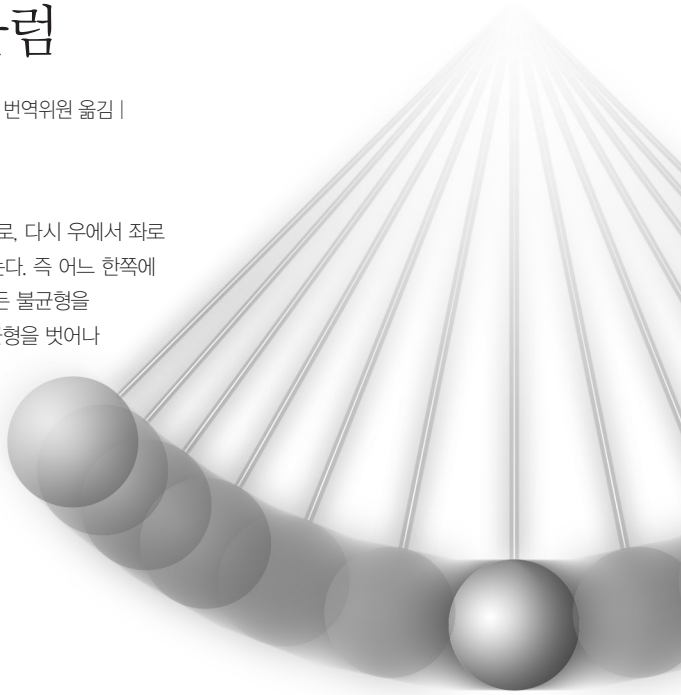 럼
번역위원 옮김 |
로, 다시 우에서 좌로
는다. 즉 어느 한쪽에
든 불균형을
형을 벗어나